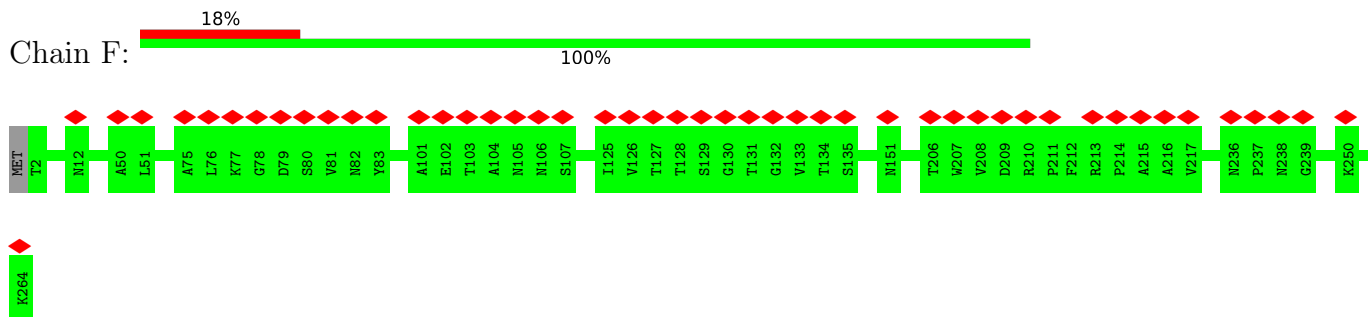 18%
Chain F:
100%
MET T2 N12 A50 L51 A75 L76 K77 G78 D79 S80 V81 N82 Y83 A101 E102 T103 A104 N105 N106 S107 I125 V126 T127 T128 S129 G130 T131 G132 V133 T134 S135 N151 T206 W207 V208 D209 R210 P211 F212 R213 P214 A215 A216 V217 N236 P237 N238 G239 K250
K264